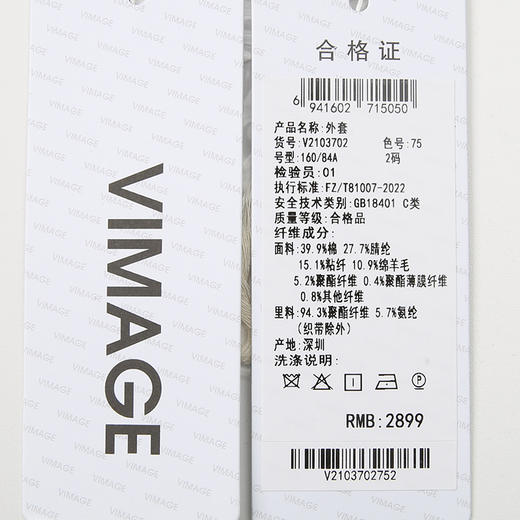 VIMAGE
合格证
6 941602 715050
产品名称:外套
货号:V2103702 色号:75
号型:160/84A 2码
检验员:01
执行标准:FZ/T81007-2022
安全技术类别:GB18401 C类
质量等级:合格品
纤维成分:
面料:39.9%棉 27.7%腈纶
15.1%粘纤 10.9%绵羊毛
5.2%聚酯纤维 0.4%聚酯薄膜纤维
0.8%其他纤维
里料:94.3%聚酯纤维 5.7%氨纶
(织带除外)
产地:深圳
洗涤说明:
P
RMB:2899
V2103702752